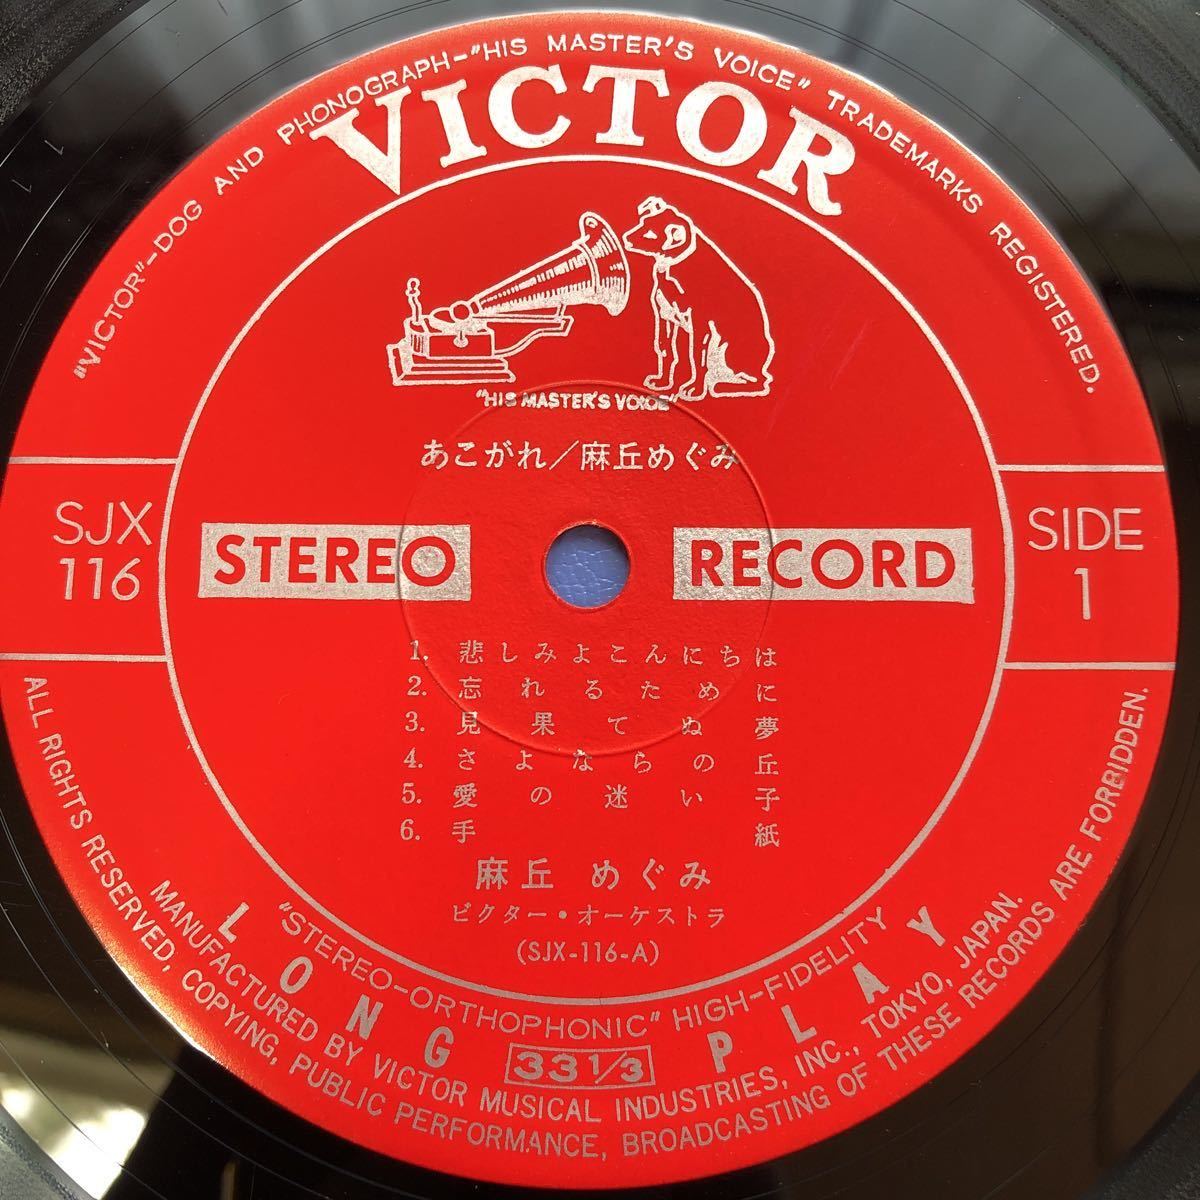 "VICTOR"-DOG AND PHONOGRAPH-"HIS MASTER'S VOICE" TRADEMARKS REGISTERED.
VICTOR
"HIS MASTER'S VOICE"
あこがれ/麻丘めぐみ
SJX
116
STEREO RECORD
SIDE
1
1. 悲しみよこんにちは
2. 忘れるために
3. 見果てぬ夢
4. さよならの丘
5. 愛の迷い子
6. 手紙
麻丘 めぐみ
ビクター・オーケストラ
(SJX-116-A)
"STEREO-ORTHOPHONIC" HIGH-FIDELITY
LONG 33 1/3 PLAY
MANUFACTURED BY VICTOR MUSICAL INDUSTRIES, INC., TOKYO, JAPAN.
ALL RIGHTS RESERVED, COPYING, PUBLIC PERFORMANCE, BROADCASTING OF THESE RECORDS ARE FORBIDDEN.